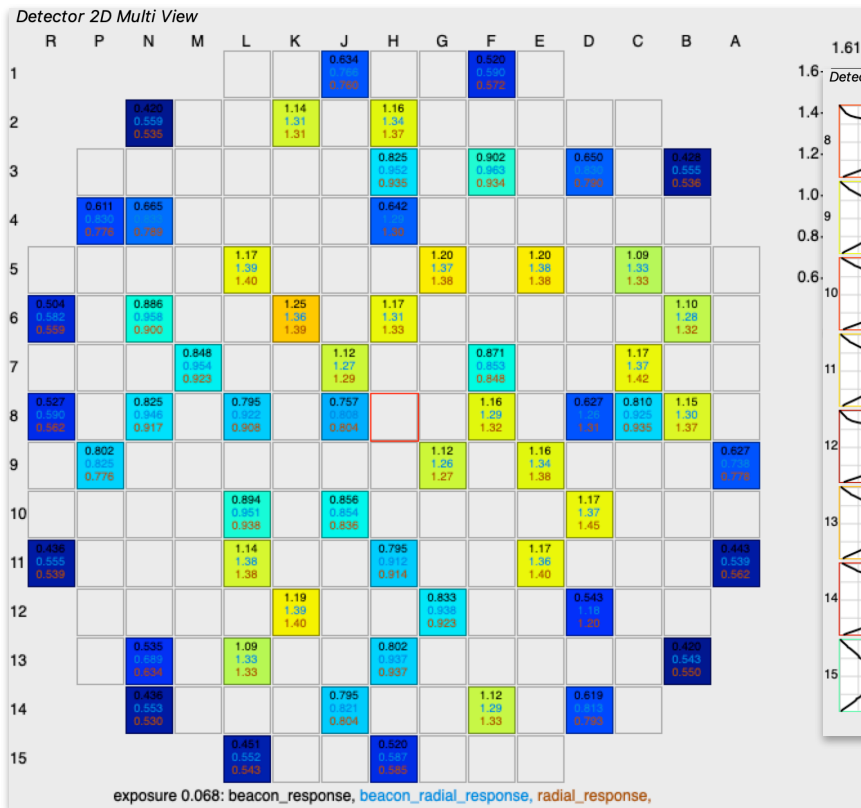 Detector 2D Multi View
R P N M L K J H G F E D C B A
1.61
1
0.634 0.520
0.766 0.590
0.760 0.572
1.6
Detec
2
0.420 1.14 1.16
0.559 1.31 1.34
0.535 1.31 1.37
1.4
8
3
0.825 0.902 0.650 0.428
0.952 0.963 0.830 0.555
0.935 0.934 0.790 0.536
1.2
4
0.611 0.665 0.642
0.830 1.29
0.776 0.789 1.30
1.0
9
0.8
5
1.17 1.20 1.20 1.09
1.39 1.37 1.38 1.33
1.40 1.38 1.38 1.33
0.6
10
6
0.504 0.886 1.25 1.17 1.10
0.582 0.958 1.36 1.31 1.28
0.559 0.900 1.39 1.33 1.32
7
0.848 1.12 0.871 1.17
0.954 1.27 0.853 1.37
0.923 1.29 0.848 1.42
11
8
0.527 0.825 0.795 0.757 1.16 0.627 0.810 1.15
0.590 0.946 0.922 0.808 1.29 1.26 0.925 1.30
0.562 0.917 0.908 0.804 1.32 1.31 0.935 1.37
12
9
0.802 1.12 1.16 0.627
0.825 1.26 1.34 0.738
0.776 1.27 1.38 0.778
10
0.894 0.856 1.17
0.951 0.854 1.37
0.938 0.836 1.45
13
11
0.436 1.14 0.795 1.17 0.443
0.555 1.38 0.912 1.36 0.539
0.539 1.38 0.914 1.40 0.562
14
12
1.19 0.833 0.543
1.39 0.938 1.18
1.40 0.923 1.20
13
0.535 1.09 0.802 0.420
0.689 1.33 0.937 0.543
0.634 1.33 0.937 0.550
15
14
0.436 0.795 1.12 0.619
0.553 0.821 1.29 0.813
0.530 0.804 1.33 0.793
15
0.451 0.520
0.552 0.587
0.543 0.585
exposure 0.068: beacon_response, beacon_radial_response, radial_response,